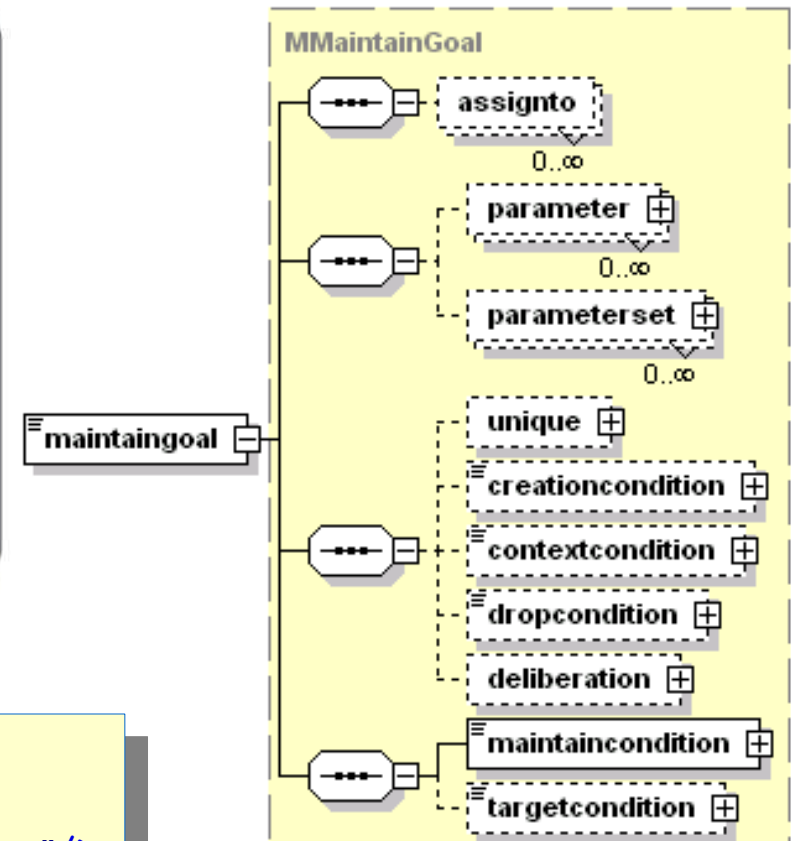 MMaintainGoal
assignto
0..∞
parameter
0..∞
parameterset
0..∞
maintaingoal
unique
creationcondition
contextcondition
dropcondition
deliberation
maintaincondition
targetcondition